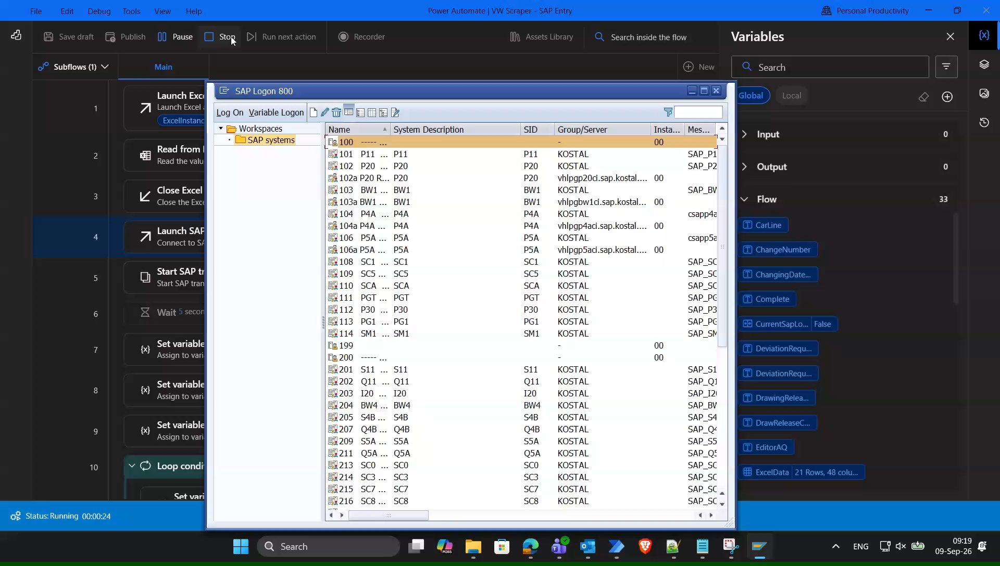 File Edit Debug Tools View Help
Power Automate | VW Scraper - SAP Entry
Personal Productivity
Save draft Publish Pause Stop Run next action Recorder Assets Library Search inside the flow
Variables
Subflows (1) Main New
Search
Global Local
1 Launch Exc
Launch Excel a
ExcelInstanc
2 Read from
Read the valu
3 Close Excel
Close the Exce
4 Launch SAP
Connect to SA
5 Start SAP tr
Start SAP tran
6 Wait 5 secon
7 Set variable
Assign to vari
8 Set variable
Assign to vari
9 Set variable
Assign to vari
10 Loop condi
Set vari
SAP Logon 800
Log On Variable Logon
Workspaces
SAP systems
Name System Description SID Group/Server Insta... Mes...
100 ----- ... - 00
101 P11 ... P11 P11 KOSTAL SAP_P1
102 P20 ... P20 P20 KOSTAL SAP_P2
102a P20 R... P20 P20 vhlpgp20ci.sap.kostal.... 00
103 BW1 ... BW1 BW1 KOSTAL SAP_BW
103a BW1 ... BW1 BW1 vhlpgbw1ci.sap.kostal... 00
104 P4A ... P4A P4A KOSTAL csapp4a
104a P4A ... P4A P4A vhlpgp4aci.sap.kostal.... 00
106 P5A ... P5A P5A KOSTAL csapp5a
106a P5A ... P5A P5A vhlpgp5aci.sap.kostal.... 00
108 SC1 ... SC1 SC1 KOSTAL SAP_SC
109 SC5 ... SC5 SC5 KOSTAL SAP_SC
110 SCA ... SCA SCA KOSTAL SAP_SC
111 PGT ... PGT PGT KOSTAL SAP_PG
112 P30 ... P30 P30 KOSTAL SAP_P3
113 PG1 ... PG1 PG1 KOSTAL SAP_PG
114 SM1 ... SM1 SM1 KOSTAL SAP_SM
199 - 00
200 ----- ... - 00
201 S11 ... S11 S11 KOSTAL SAP_S1
202 Q11 ... Q11 Q11 KOSTAL SAP_Q1
203 I20 ... I20 I20 KOSTAL SAP_I20
204 BW4 ... BW4 BW4 KOSTAL SAP_BW
205 S4B ... S4B S4B KOSTAL SAP_S4
207 Q4B ... Q4B Q4B KOSTAL SAP_Q4
209 S5A ... S5A S5A KOSTAL SAP_S5
211 Q5A ... Q5A Q5A KOSTAL SAP_Q5
213 SC0 ... SC0 SC0 KOSTAL SAP_SC
214 SC3 ... SC3 SC3 KOSTAL SAP_SC
215 SC7 ... SC7 SC7 KOSTAL SAP_SC
216 SC8 ... SC8 SC8 KOSTAL SAP_SC
Input 0
Output 0
Flow 33
CarLine
ChangeNumber
ChangingDate...
Complete
CurrentSapLo... False
DeviationRequ...
DeviationRequ...
DrawingRelea...
DrawReleaseC...
EditorAQ
ExcelData 21 Rows, 48 colu...
Status: Running 00:00:24
Search
M365
ENG
09:19
09-Sep-26